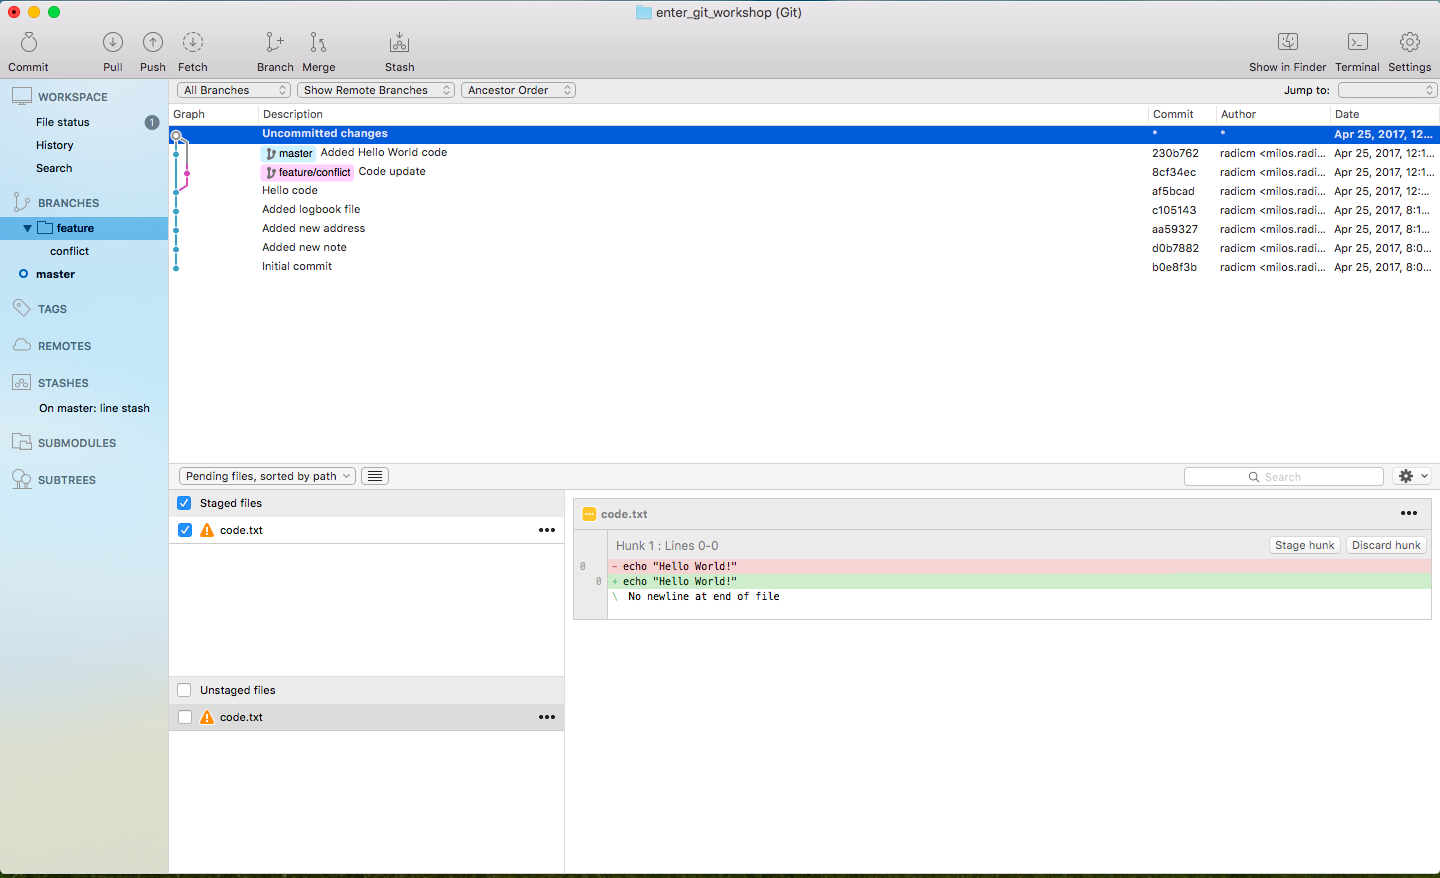 enter_git_workshop (Git)
Commit Pull Push Fetch Branch Merge Stash Show in Finder Terminal Settings
WORKSPACE
File status 1
History
Search
BRANCHES
feature
conflict
master
TAGS
REMOTES
STASHES
On master: line stash
SUBMODULES
SUBTREES
All Branches Show Remote Branches Ancestor Order Jump to:
Graph Description Commit Author Date
Uncommitted changes * * Apr 25, 2017, 12...
master Added Hello World code 230b762 radicm <milos.radi... Apr 25, 2017, 12:1...
feature/conflict Code update 8cf34ec radicm <milos.radi... Apr 25, 2017, 12:1...
Hello code af5bcad radicm <milos.radi... Apr 25, 2017, 12:...
Added logbook file c105143 radicm <milos.radi... Apr 25, 2017, 8:1...
Added new address aa59327 radicm <milos.radi... Apr 25, 2017, 8:1...
Added new note d0b7882 radicm <milos.radi... Apr 25, 2017, 8:0...
Initial commit b0e8f3b radicm <milos.radi... Apr 25, 2017, 8:0...
Pending files, sorted by path Search
Staged files
code.txt
Unstaged files
code.txt
code.txt
Hunk 1 : Lines 0-0 Stage hunk Discard hunk
0 - echo "Hello World!"
0 + echo "Hello World!"
\ No newline at end of file